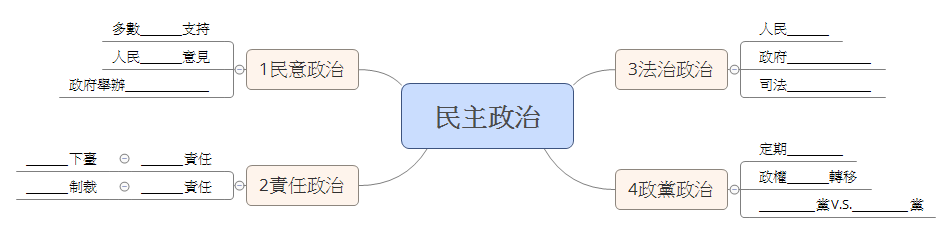 民主政治
1民意政治
多數______支持
人民______意見
政府舉辦____________
2責任政治
______下臺 ______責任
______制裁 ______責任
3法治政治
人民______
政府____________
司法____________
4政黨政治
定期________
政權______轉移
________黨V.S.________黨